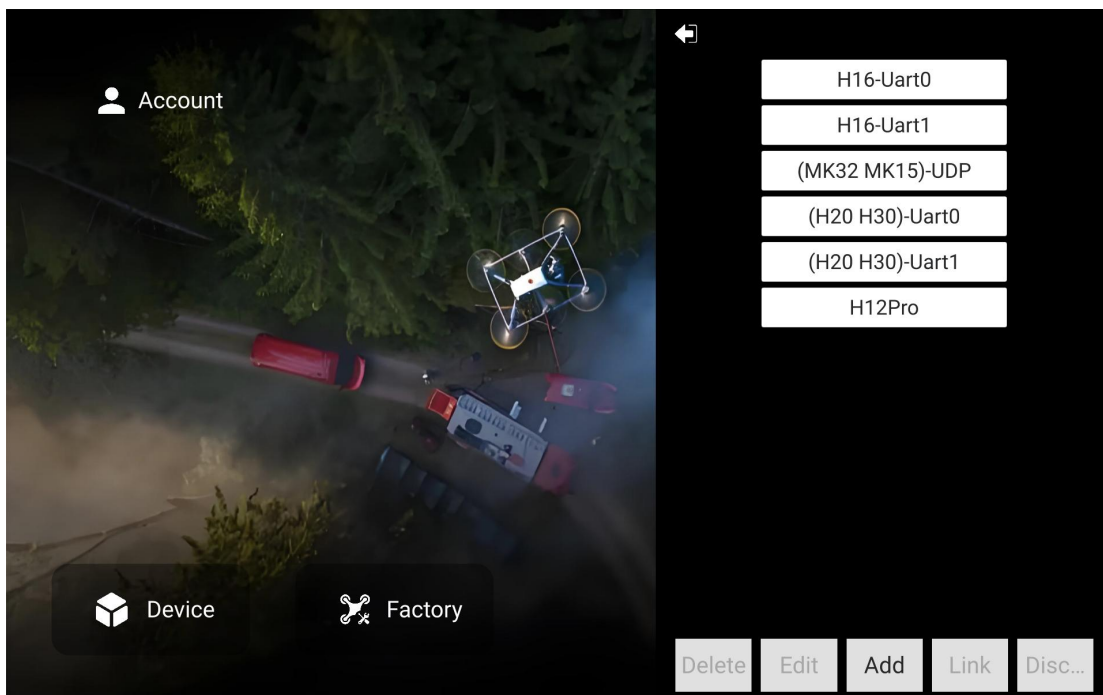 Account
Device
Factory
H16-Uart0
H16-Uart1
(MK32 MK15)-UDP
(H20 H30)-Uart0
(H20 H30)-Uart1
H12Pro
Delete
Edit
Add
Link
Disc...